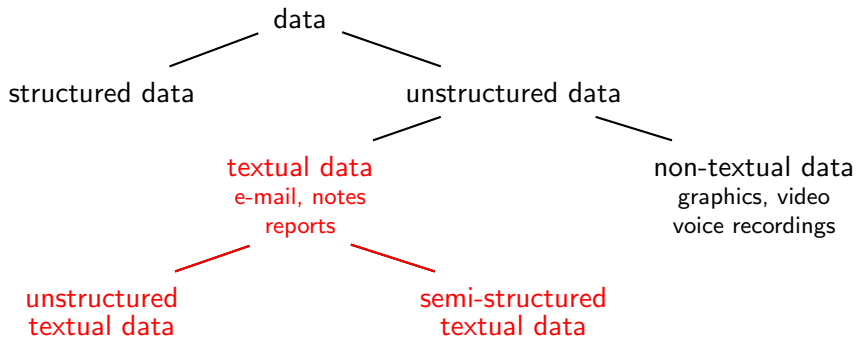 data
structured data
unstructured data
textual data
e-mail, notes
reports
non-textual data
graphics, video
voice recordings
unstructured
textual data
semi-structured
textual data